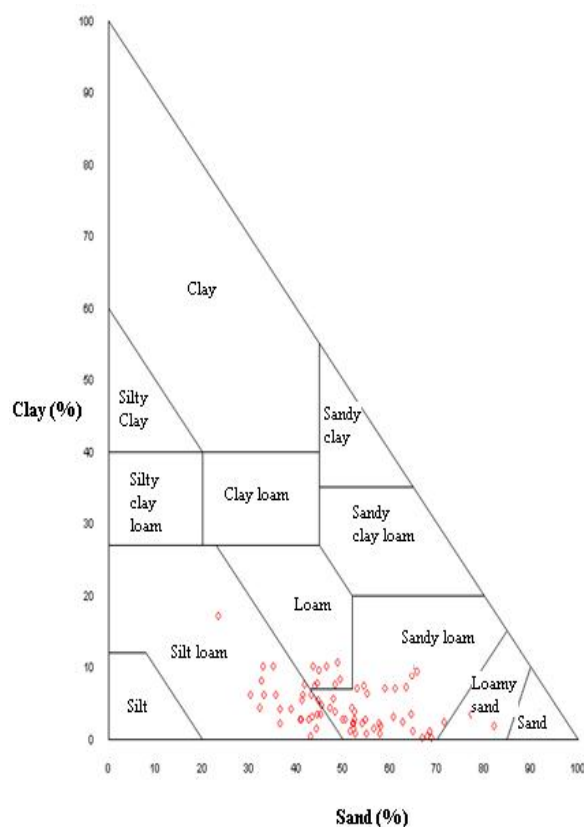 100
90
80
70
60
50
40
30
20
10
0
Clay (%)
Clay
Silty
Clay
Sandy
clay
Silty
clay
loam
Clay loam
Sandy
clay loam
Loam
Silt loam
Sandy loam
Silt
Loamy
sand
Sand
0 10 20 30 40 50 60 70 80 90 100
Sand (%)